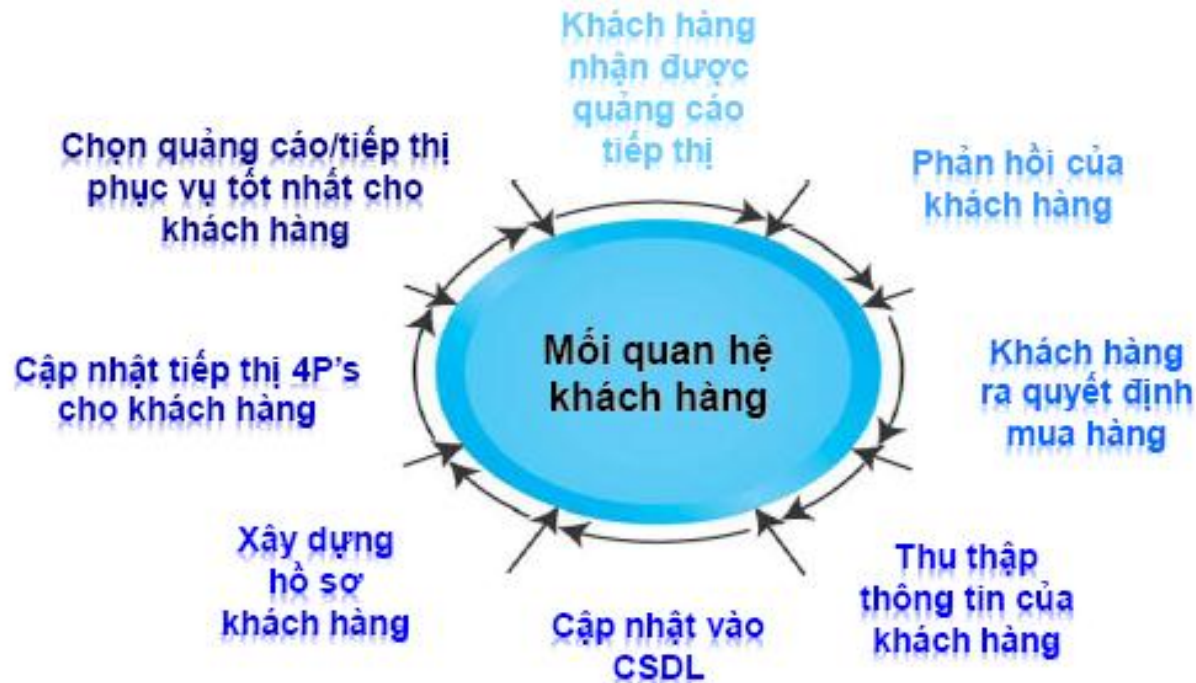 Khách hàng
nhận được
quảng cáo
tiếp thị
Phản hồi của
khách hàng
Khách hàng
ra quyết định
mua hàng
Thu thập
thông tin của
khách hàng
Cập nhật vào
CSDL
Xây dựng
hồ sơ
khách hàng
Cập nhật tiếp thị 4P's
cho khách hàng
Chọn quảng cáo/tiếp thị
phục vụ tốt nhất cho
khách hàng
Mối quan hệ
khách hàng